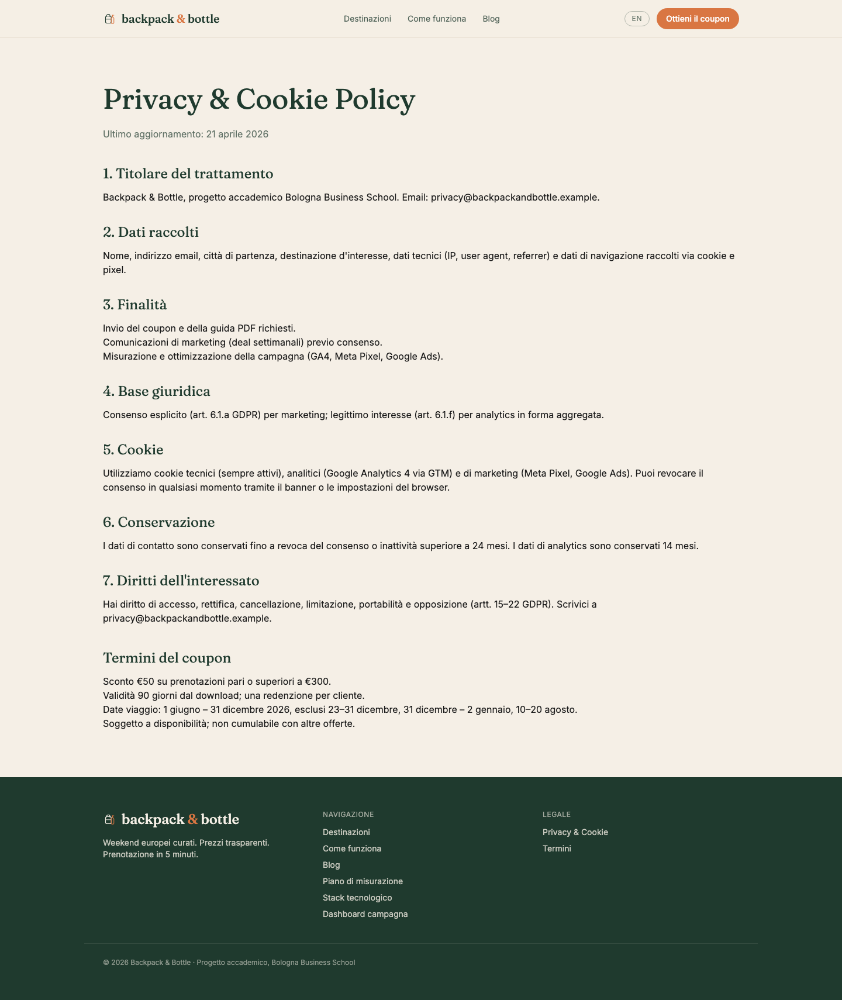 backpack & bottle
Destinazioni
Come funziona
Blog
EN
Ottieni il coupon
Privacy & Cookie Policy
Ultimo aggiornamento: 21 aprile 2026
1. Titolare del trattamento
Backpack & Bottle, progetto accademico Bologna Business School. Email: privacy@backpackandbottle.example.
2. Dati raccolti
Nome, indirizzo email, città di partenza, destinazione d'interesse, dati tecnici (IP, user agent, referrer) e dati di navigazione raccolti via cookie e
pixel.
3. Finalità
Invio del coupon e della guida PDF richiesti.
Comunicazioni di marketing (deal settimanali) previo consenso.
Misurazione e ottimizzazione della campagna (GA4, Meta Pixel, Google Ads).
4. Base giuridica
Consenso esplicito (art. 6.1.a GDPR) per marketing; legittimo interesse (art. 6.1.f) per analytics in forma aggregata.
5. Cookie
Utilizziamo cookie tecnici (sempre attivi), analitici (Google Analytics 4 via GTM) e di marketing (Meta Pixel, Google Ads). Puoi revocare il
consenso in qualsiasi momento tramite il banner o le impostazioni del browser.
6. Conservazione
I dati di contatto sono conservati fino a revoca del consenso o inattività superiore a 24 mesi. I dati di analytics sono conservati 14 mesi.
7. Diritti dell'interessato
Hai diritto di accesso, rettifica, cancellazione, limitazione, portabilità e opposizione (artt. 15–22 GDPR). Scrivici a
privacy@backpackandbottle.example.
Termini del coupon
Sconto €50 su prenotazioni pari o superiori a €300.
Validità 90 giorni dal download; una redenzione per cliente.
Date viaggio: 1 giugno – 31 dicembre 2026, esclusi 23–31 dicembre, 31 dicembre – 2 gennaio, 10–20 agosto.
Soggetto a disponibilità; non cumulabile con altre offerte.
backpack & bottle
Weekend europei curati. Prezzi trasparenti.
Prenotazione in 5 minuti.
NAVIGAZIONE
Destinazioni
Come funziona
Blog
Piano di misurazione
Stack tecnologico
Dashboard campagna
LEGALE
Privacy & Cookie
Termini
© 2026 Backpack & Bottle · Progetto accademico, Bologna Business School